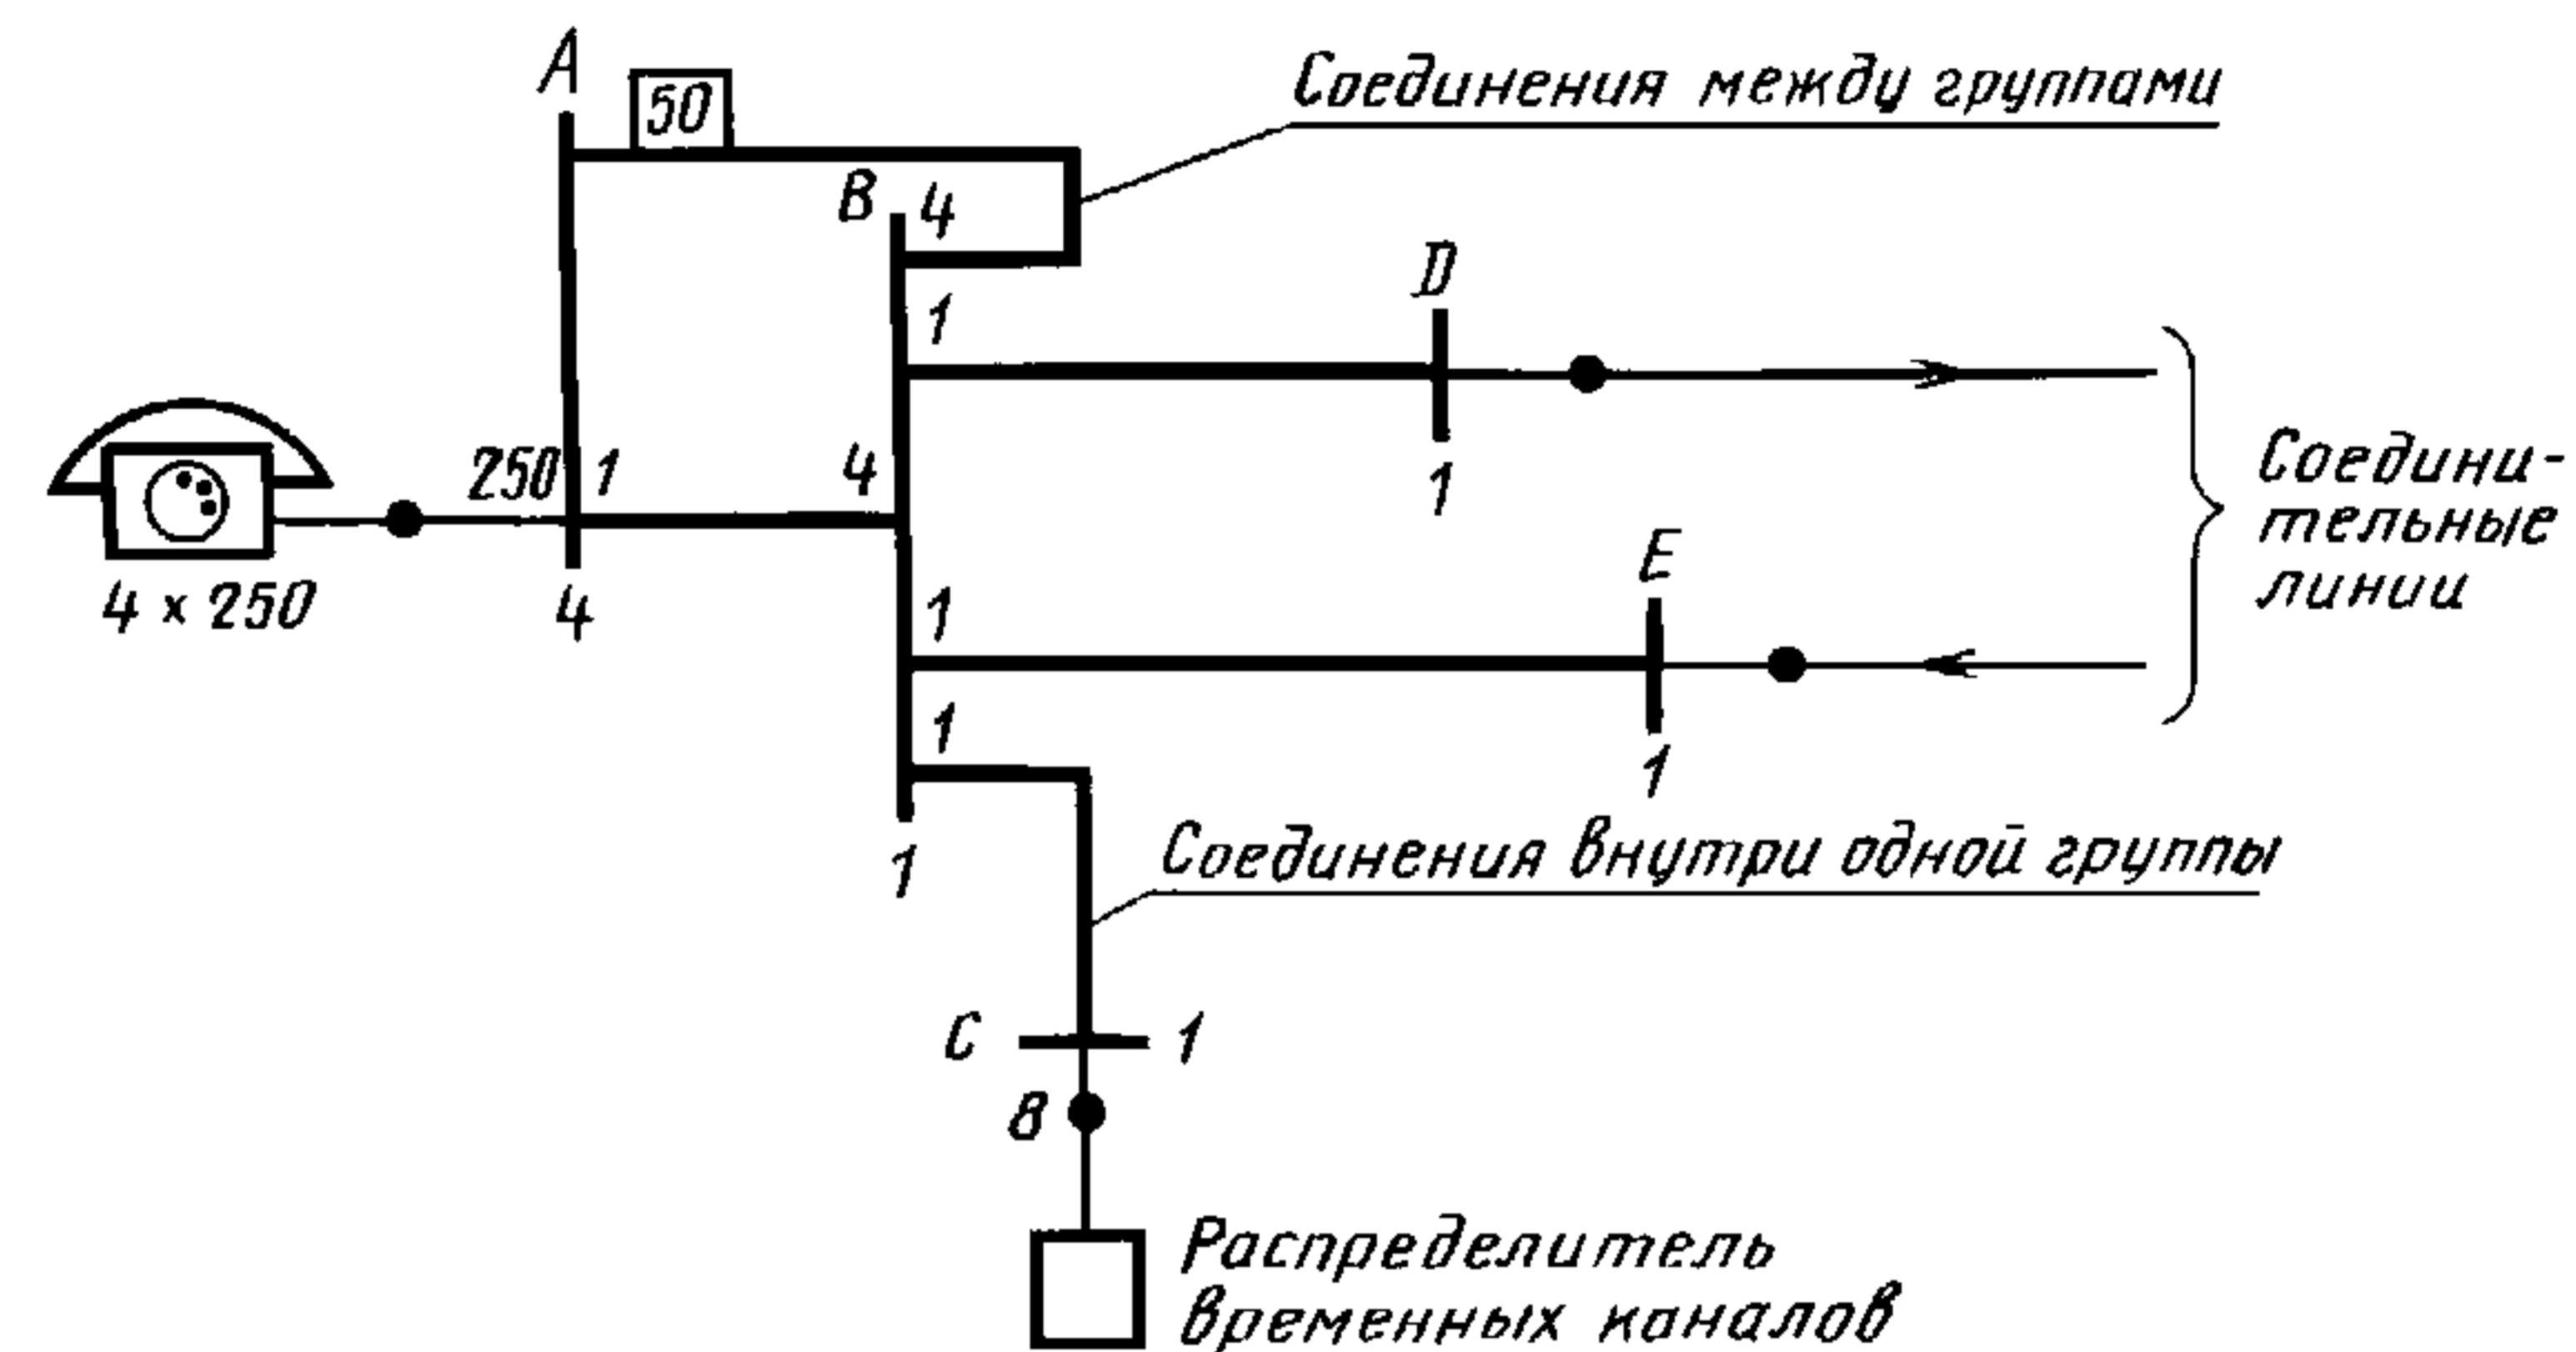 A
50
Соединения между группами
B 4
1
D
250 1
4
4 × 250
4
1
Соедини-
тельные
линии
E
1
1
1
1
Соединения внутри одной группы
C 1
8
Распределитель
временных каналов